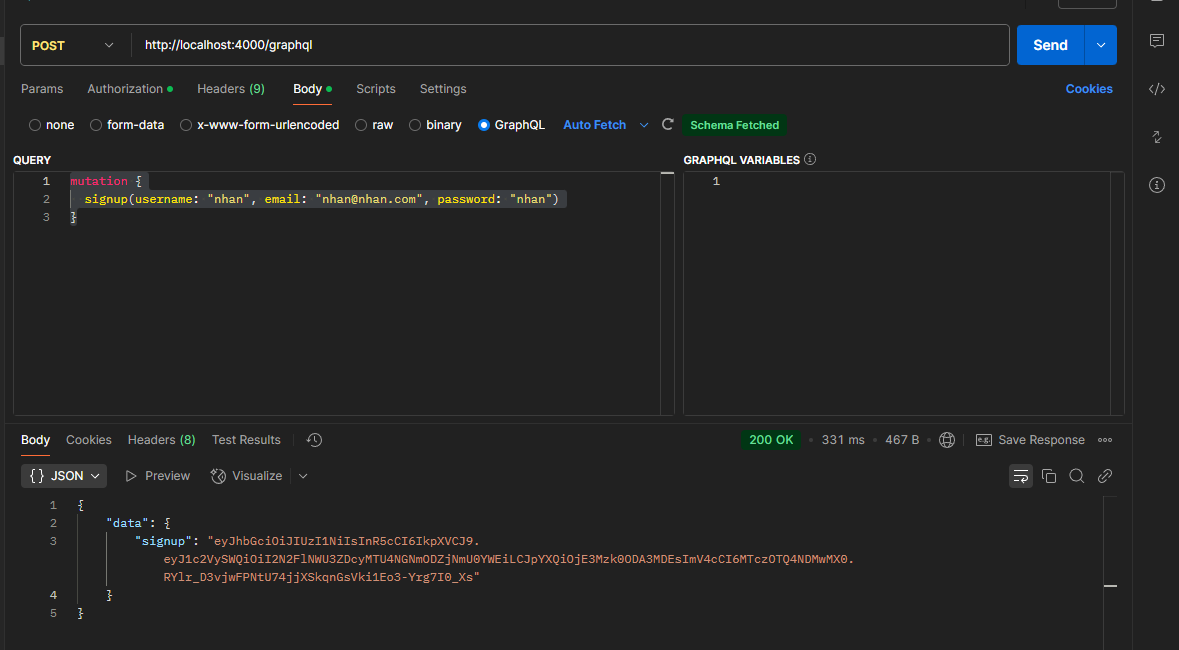 POST
http://localhost:4000/graphql
Send
Params Authorization Headers (9) Body Scripts Settings Cookies
none form-data x-www-form-urlencoded raw binary GraphQL Auto Fetch Schema Fetched
QUERY
GRAPHQL VARIABLES
1 mutation {
2 signup(username: "nhan", email: "nhan@nhan.com", password: "nhan")
3 }
1
Body Cookies Headers (8) Test Results 200 OK • 331 ms • 467 B • e.g. Save Response
{} JSON Preview Visualize
1 {
2 "data": {
3 "signup": "eyJhbGciOiJIUzI1NiIsInR5cCI6IkpXVCJ9.
eyJ1c2VySWQiOiI2N2FlNWU3ZDcyMTU4NGNmODZjNmU0YWEiLCJpYXQiOjE3Mzk0ODA3MDEsImV4cCI6MTczOTQ4NDMwMX0.
RYlr_D3vjwFPNtU74jjXSkqnGsVki1Eo3-Yrg7I0_Xs"
4 }
5 }